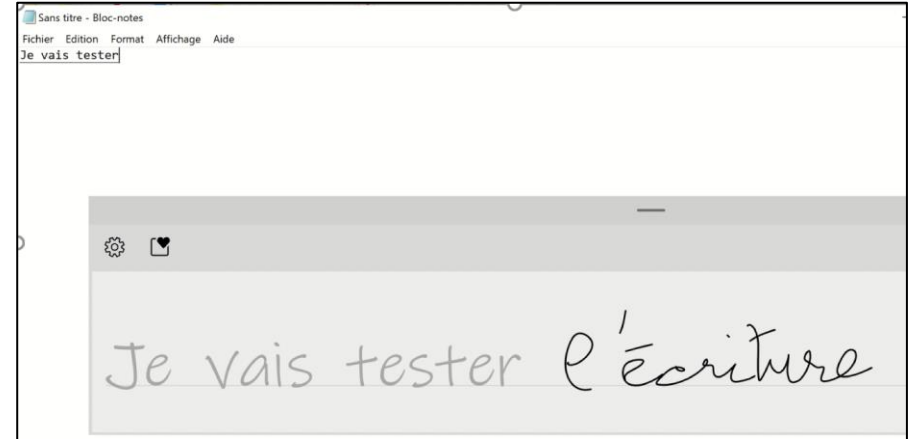 Sans titre - Bloc-notes
Fichier Edition Format Affichage Aide
Je vais tester
Je vais tester l'écriture